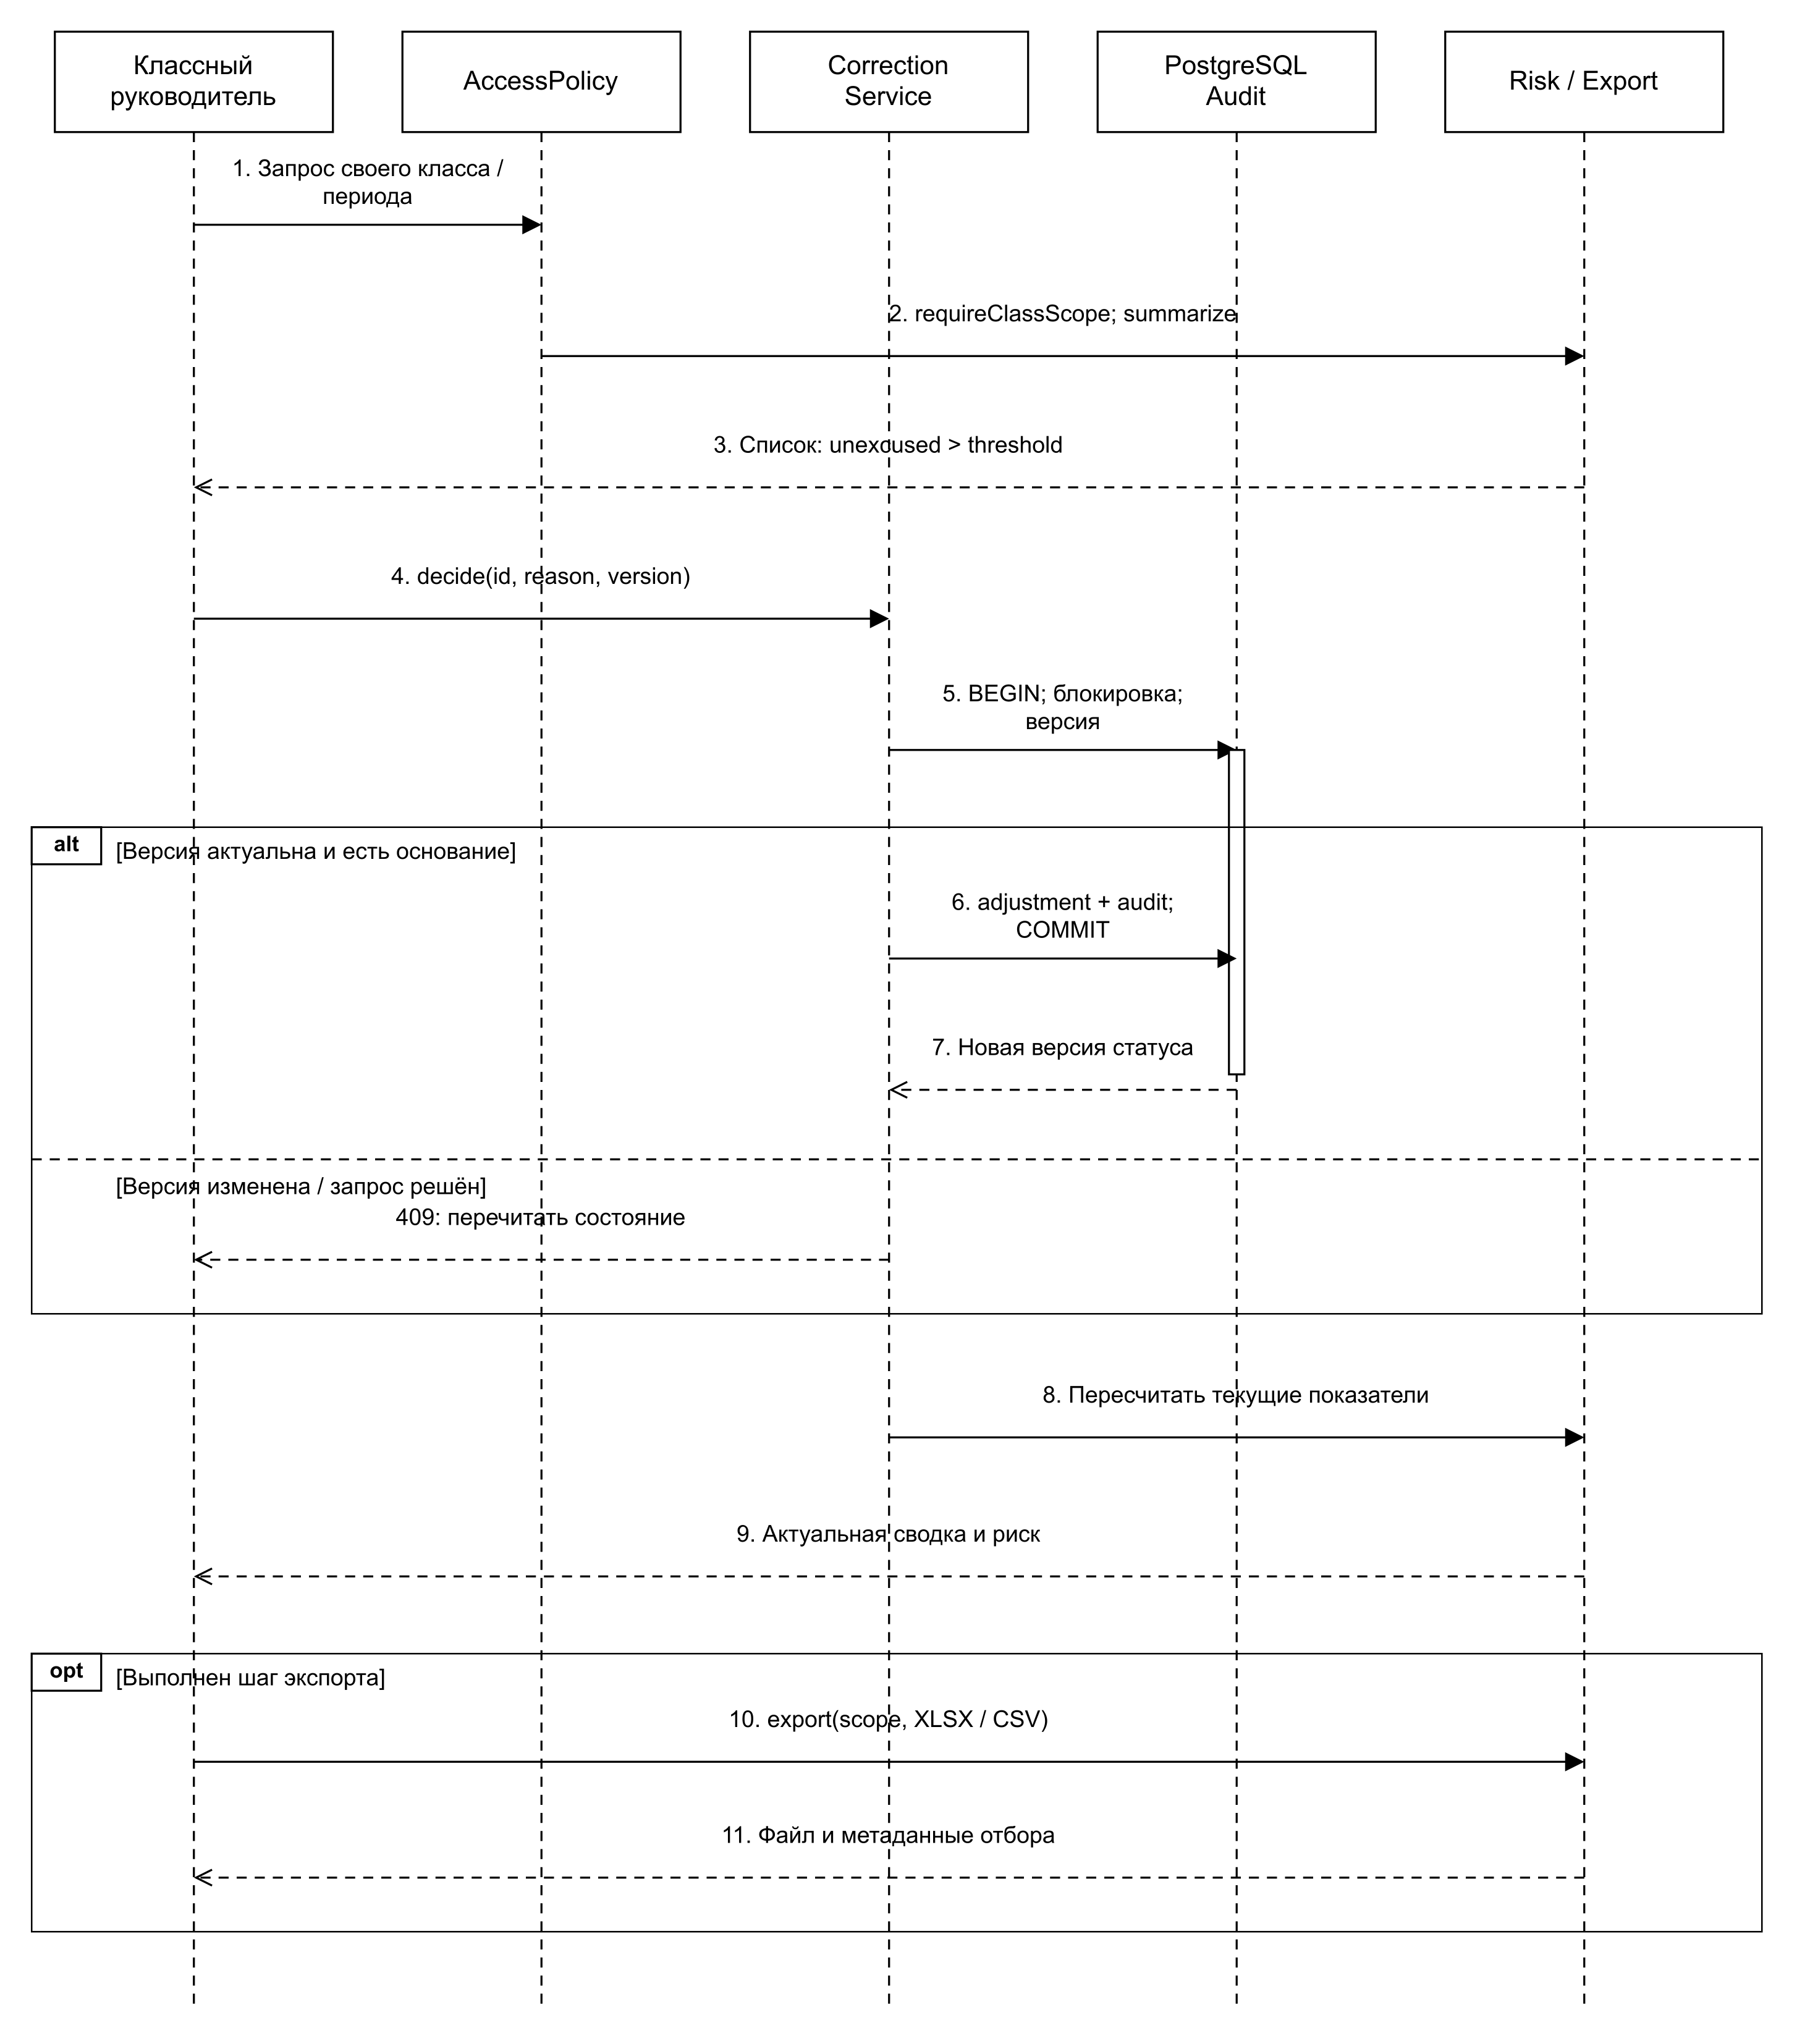 Классный
руководитель
AccessPolicy
Correction
Service
PostgreSQL
Audit
Risk / Export
1. Запрос своего класса /
периода
2. requireClassScope; summarize
3. Список: unexcused > threshold
4. decide(id, reason, version)
5. BEGIN; блокировка;
версия
alt
[Версия актуальна и есть основание]
6. adjustment + audit;
COMMIT
7. Новая версия статуса
[Версия изменена / запрос решён]
409: перечитать состояние
8. Пересчитать текущие показатели
9. Актуальная сводка и риск
opt
[Выполнен шаг экспорта]
10. export(scope, XLSX / CSV)
11. Файл и метаданные отбора